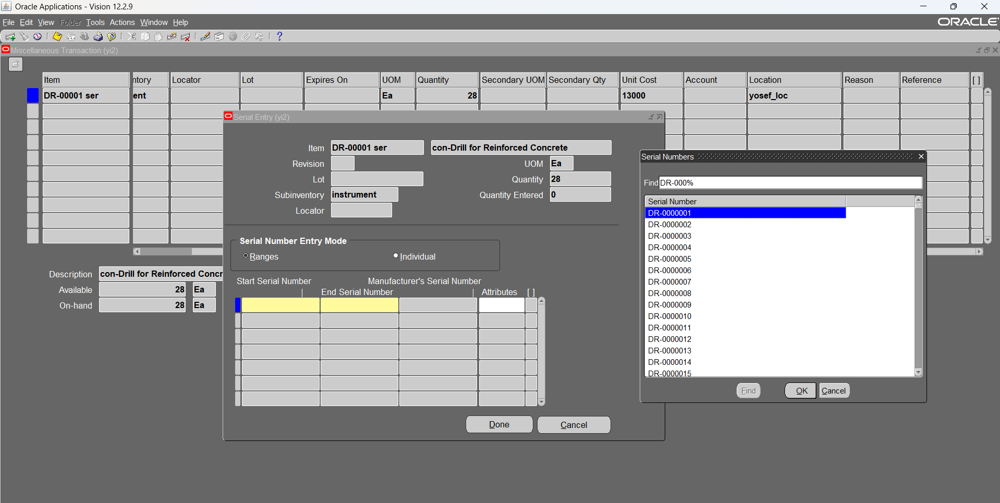 Oracle Applications - Vision 12.2.9
File Edit View Folder Tools Actions Window Help
ORACLE
Miscellaneous Transaction (yi2)
Item ntory Locator Lot Expires On UOM Quantity Secondary UOM Secondary Qty Unit Cost Account Location Reason Reference [ ]
DR-00001 ser ent Ea 28 13000 yosef_loc
Serial Entry (yi2)
Item DR-00001 ser con-Drill for Reinforced Concrete
Revision UOM Ea
Lot Quantity 28
Subinventory instrument Quantity Entered 0
Locator
Serial Number Entry Mode
Ranges Individual
Start Serial Number Manufacturer's Serial Number
End Serial Number Attributes [ ]
Done Cancel
Description con-Drill for Reinforced Concr
Available 28 Ea
On-hand 28 Ea
Serial Numbers
Find DR-000%
Serial Number
DR-0000001
DR-0000002
DR-0000003
DR-0000004
DR-0000005
DR-0000006
DR-0000007
DR-0000008
DR-0000009
DR-0000010
DR-0000011
DR-0000012
DR-0000013
DR-0000014
DR-0000015
Find OK Cancel